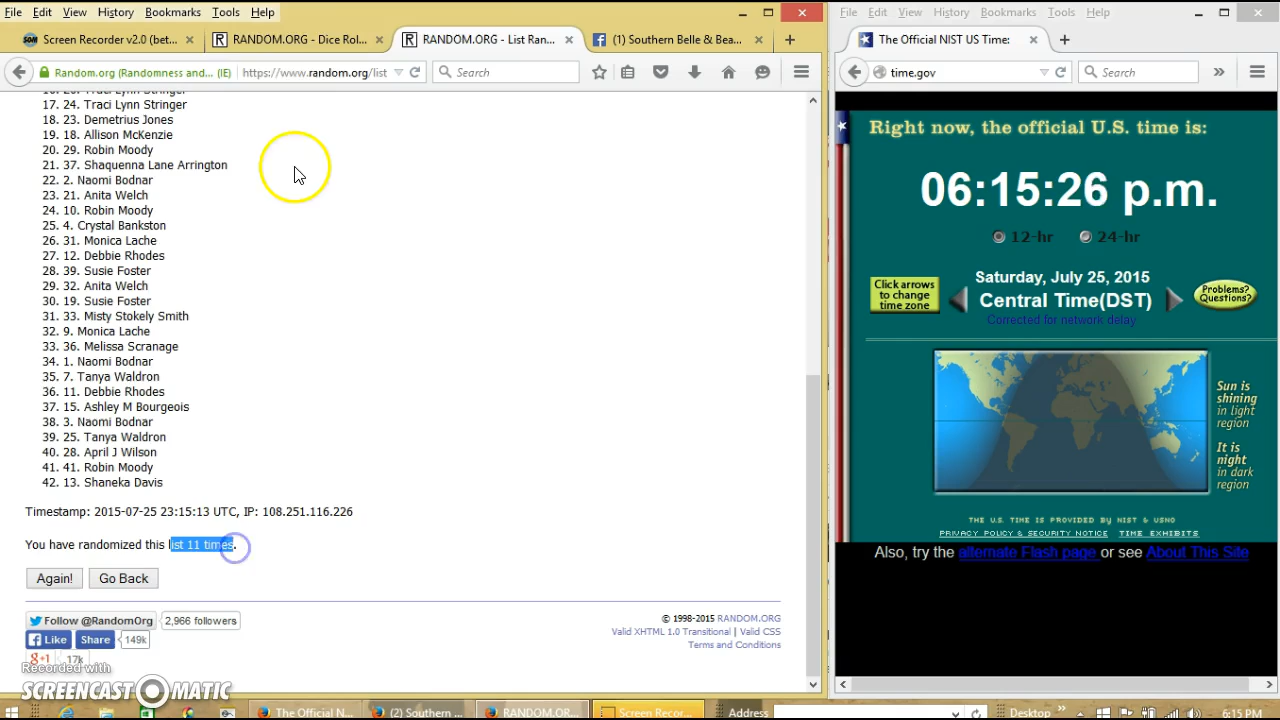 File Edit View History Bookmarks Tools Help
Screen Recorder v2.0 (bet...
RANDOM.ORG - Dice Rol...
RANDOM.ORG - List Ran...
(1) Southern Belle & Bea...
Random.org (Randomness and... (IE)
https://www.random.org/list
Search
16. 20. Traci Lynn Stringer
17. 24. Traci Lynn Stringer
18. 23. Demetrius Jones
19. 18. Allison McKenzie
20. 29. Robin Moody
21. 37. Shaquenna Lane Arrington
22. 2. Naomi Bodnar
23. 21. Anita Welch
24. 10. Robin Moody
25. 4. Crystal Bankston
26. 31. Monica Lache
27. 12. Debbie Rhodes
28. 39. Susie Foster
29. 32. Anita Welch
30. 19. Susie Foster
31. 33. Misty Stokely Smith
32. 9. Monica Lache
33. 36. Melissa Scranage
34. 1. Naomi Bodnar
35. 7. Tanya Waldron
36. 11. Debbie Rhodes
37. 15. Ashley M Bourgeois
38. 3. Naomi Bodnar
39. 25. Tanya Waldron
40. 28. April J Wilson
41. 41. Robin Moody
42. 13. Shaneka Davis
Timestamp: 2015-07-25 23:15:13 UTC, IP: 108.251.116.226
You have randomized this list 11 times.
Again! Go Back
Follow @RandomOrg 2,966 followers
Like Share 149k
+1 17k
© 1998-2015 RANDOM.ORG
Valid XHTML 1.0 Transitional | Valid CSS
Terms and Conditions
Recorded with
SCREENCAST-O-MATIC
File Edit View History Bookmarks Tools Help
The Official NIST US Time:
time.gov
Search
Right now, the official U.S. time is:
06:15:26 p.m.
12-hr 24-hr
Click arrows to change time zone
Saturday, July 25, 2015
Central Time(DST)
Corrected for network delay
Problems? Questions?
Sun is shining in light region
It is night in dark region
THE U.S. TIME IS PROVIDED BY NIST & USNO
PRIVACY POLICY & SECURITY NOTICE TIME EXHIBITS
Also, try the alternate Flash page or see About This Site
The Official N...
(2) Southern ...
RANDOM.OR...
Screen Recor...
Address
Desktop
6:15 PM